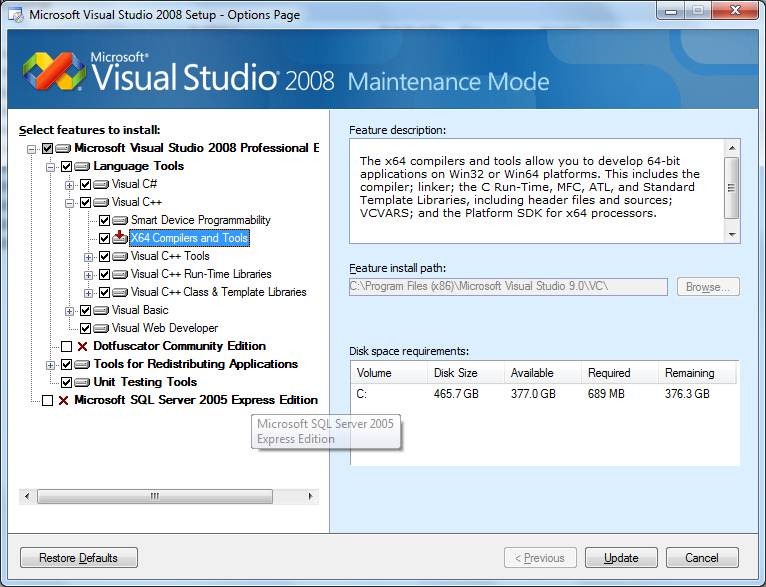 Microsoft Visual Studio 2008 Setup - Options Page
Microsoft®
Visual Studio® 2008 Maintenance Mode
Select features to install:
Microsoft Visual Studio 2008 Professional E
Language Tools
Visual C#
Visual C++
Smart Device Programmability
X64 Compilers and Tools
Visual C++ Tools
Visual C++ Run-Time Libraries
Visual C++ Class & Template Libraries
Visual Basic
Visual Web Developer
Dotfuscator Community Edition
Tools for Redistributing Applications
Unit Testing Tools
Microsoft SQL Server 2005 Express Edition
Microsoft SQL Server 2005
Express Edition
Feature description:
The x64 compilers and tools allow you to develop 64-bit
applications on Win32 or Win64 platforms. This includes the
compiler; linker; the C Run-Time, MFC, ATL, and Standard
Template Libraries, including header files and sources;
VCVARS; and the Platform SDK for x64 processors.
Feature install path:
C:\Program Files (x86)\Microsoft Visual Studio 9.0\VC\
Browse...
Disk space requirements:
Volume Disk Size Available Required Remaining
C: 465.7 GB 377.0 GB 689 MB 376.3 GB
Restore Defaults
< Previous
Update
Cancel